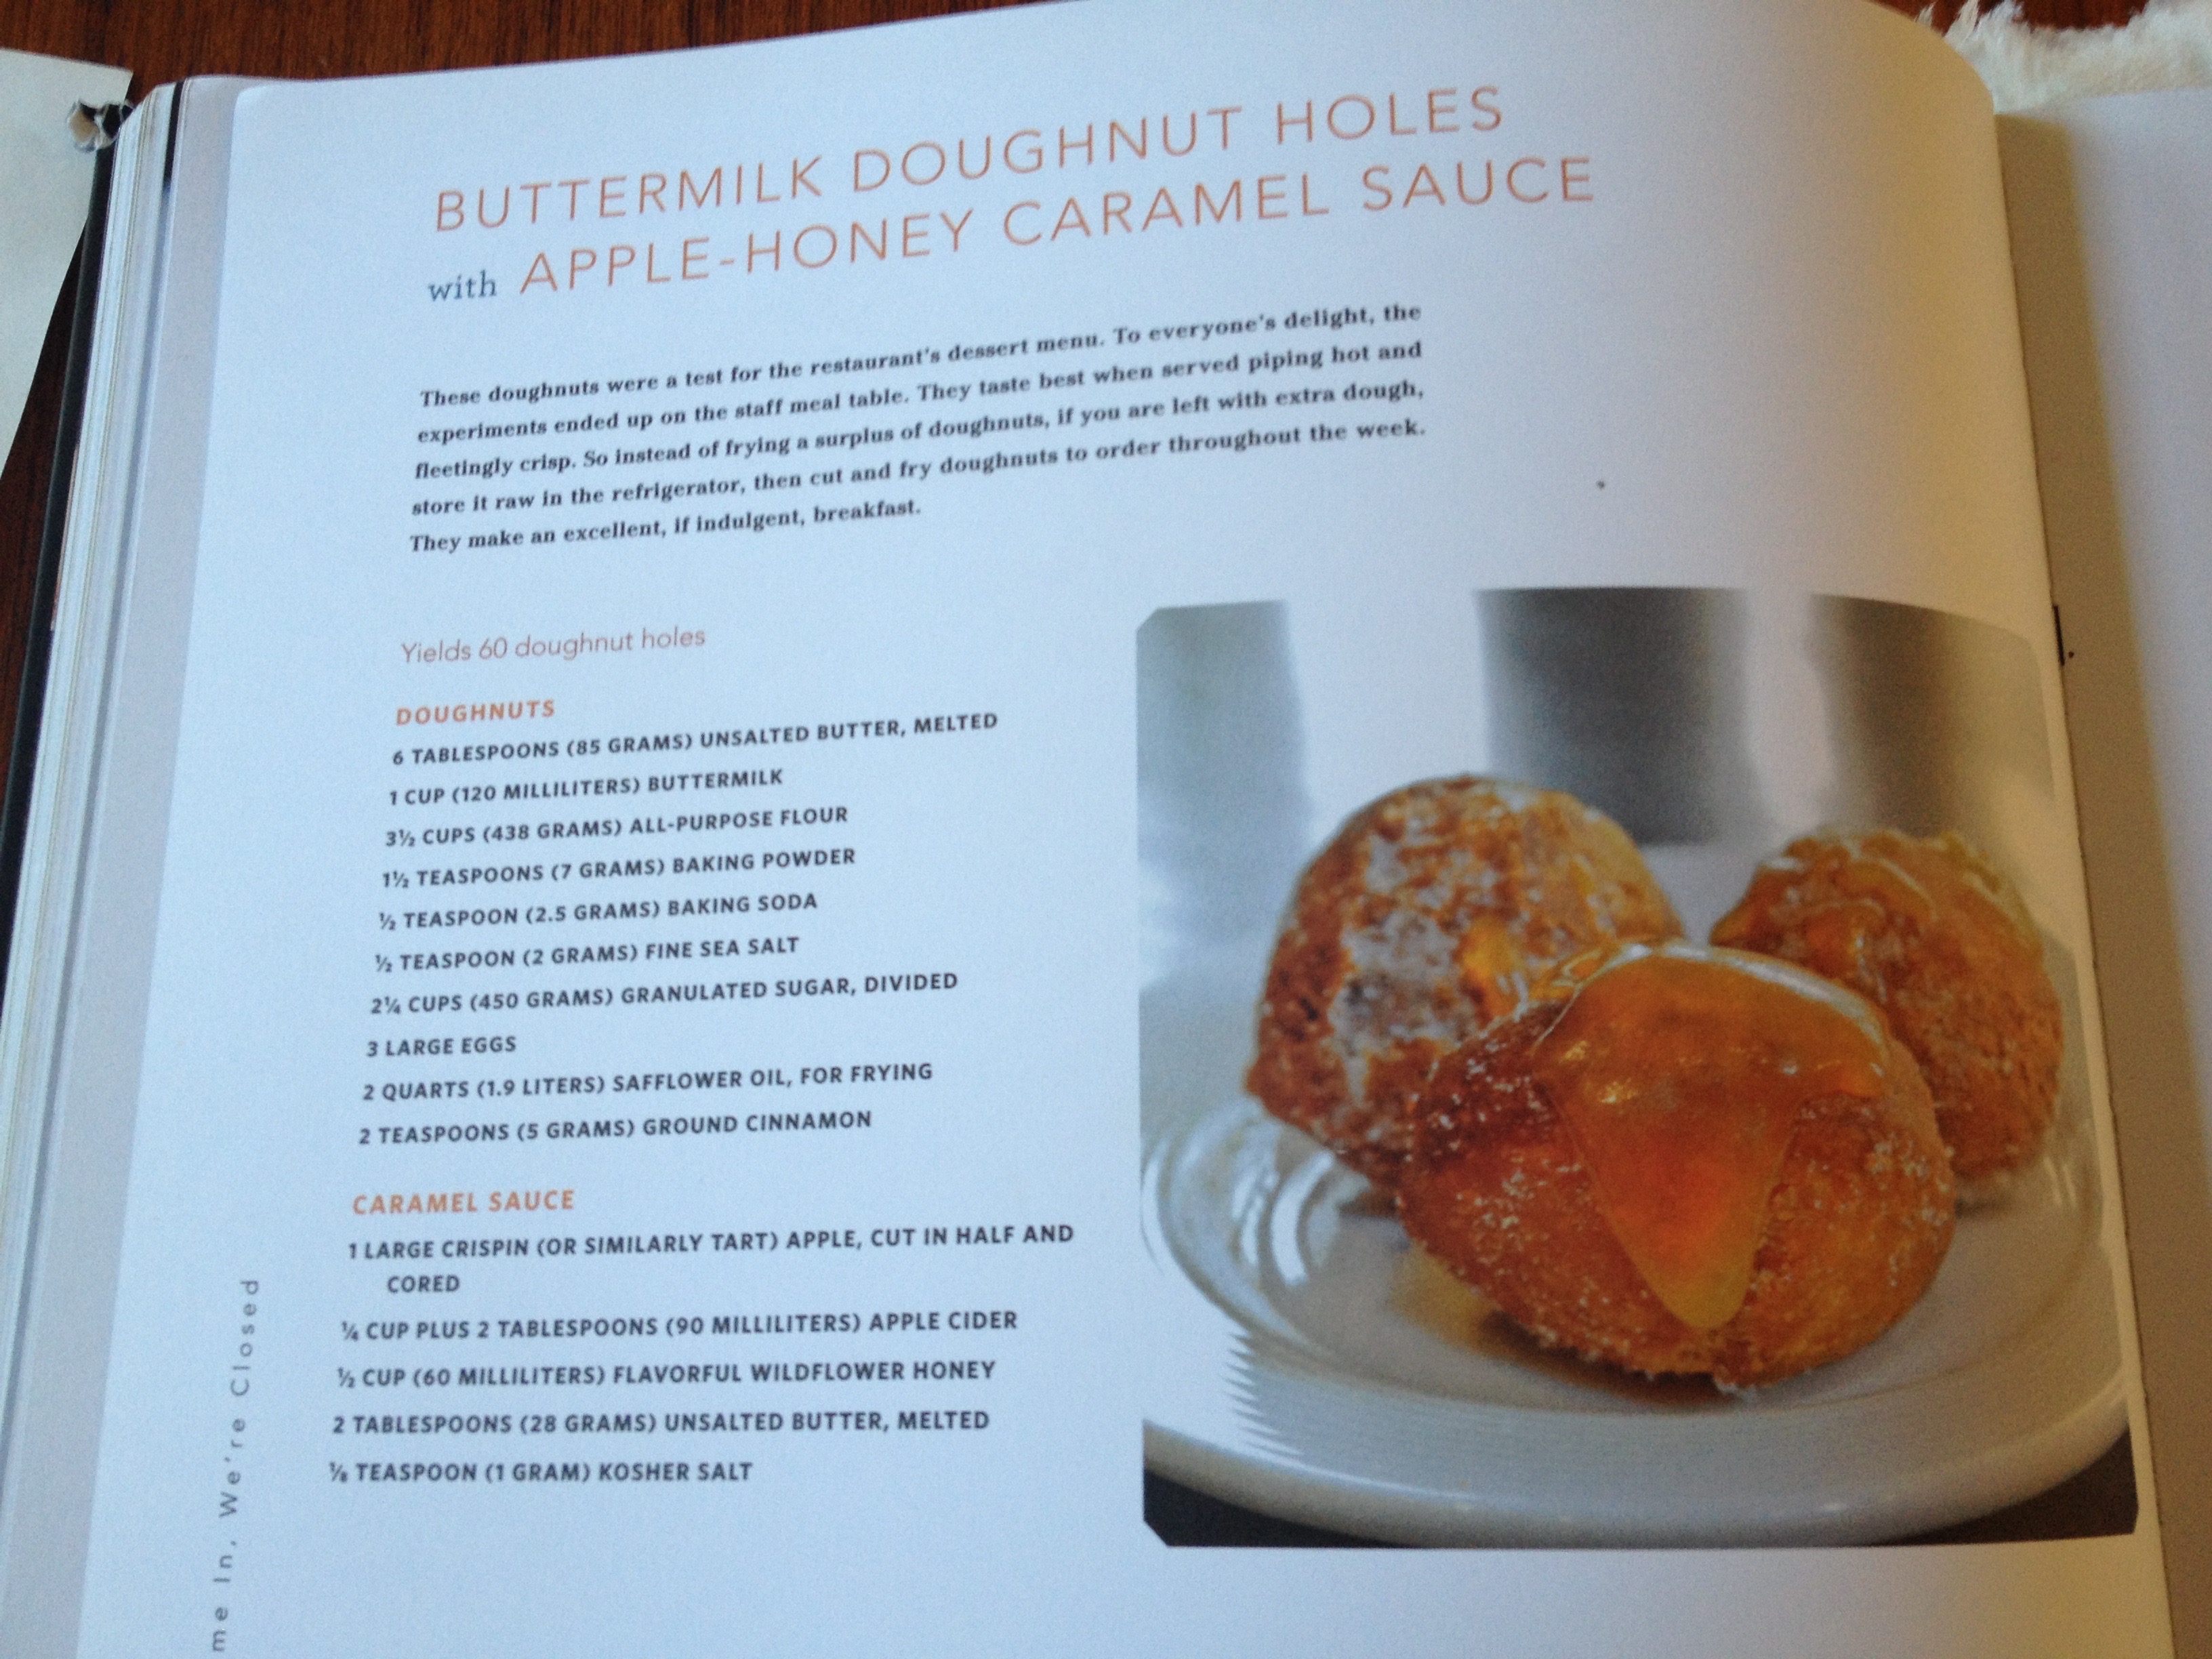 BUTTERMILK DOUGHNUT HOLES
with APPLE-HONEY CARAMEL SAUCE
These doughnuts were a test for the restaurant's dessert menu. To everyone's delight, the
experiments ended up on the staff meal table. They taste best when served piping hot and
fleetingly crisp. So instead of frying a surplus of doughnuts, if you are left with extra dough,
store it raw in the refrigerator, then cut and fry doughnuts to order throughout the week.
They make an excellent, if indulgent, breakfast.
Yields 60 doughnut holes
DOUGHNUTS
6 TABLESPOONS (85 GRAMS) UNSALTED BUTTER, MELTED
1 CUP (120 MILLILITERS) BUTTERMILK
3½ CUPS (438 GRAMS) ALL-PURPOSE FLOUR
1½ TEASPOONS (7 GRAMS) BAKING POWDER
½ TEASPOON (2.5 GRAMS) BAKING SODA
½ TEASPOON (2 GRAMS) FINE SEA SALT
2¼ CUPS (450 GRAMS) GRANULATED SUGAR, DIVIDED
3 LARGE EGGS
2 QUARTS (1.9 LITERS) SAFFLOWER OIL, FOR FRYING
2 TEASPOONS (5 GRAMS) GROUND CINNAMON
CARAMEL SAUCE
1 LARGE CRISPIN (OR SIMILARLY TART) APPLE, CUT IN HALF AND
CORED
¼ CUP PLUS 2 TABLESPOONS (90 MILLILITERS) APPLE CIDER
½ CUP (60 MILLILITERS) FLAVORFUL WILDFLOWER HONEY
2 TABLESPOONS (28 GRAMS) UNSALTED BUTTER, MELTED
⅛ TEASPOON (1 GRAM) KOSHER SALT
me In, We're Closed